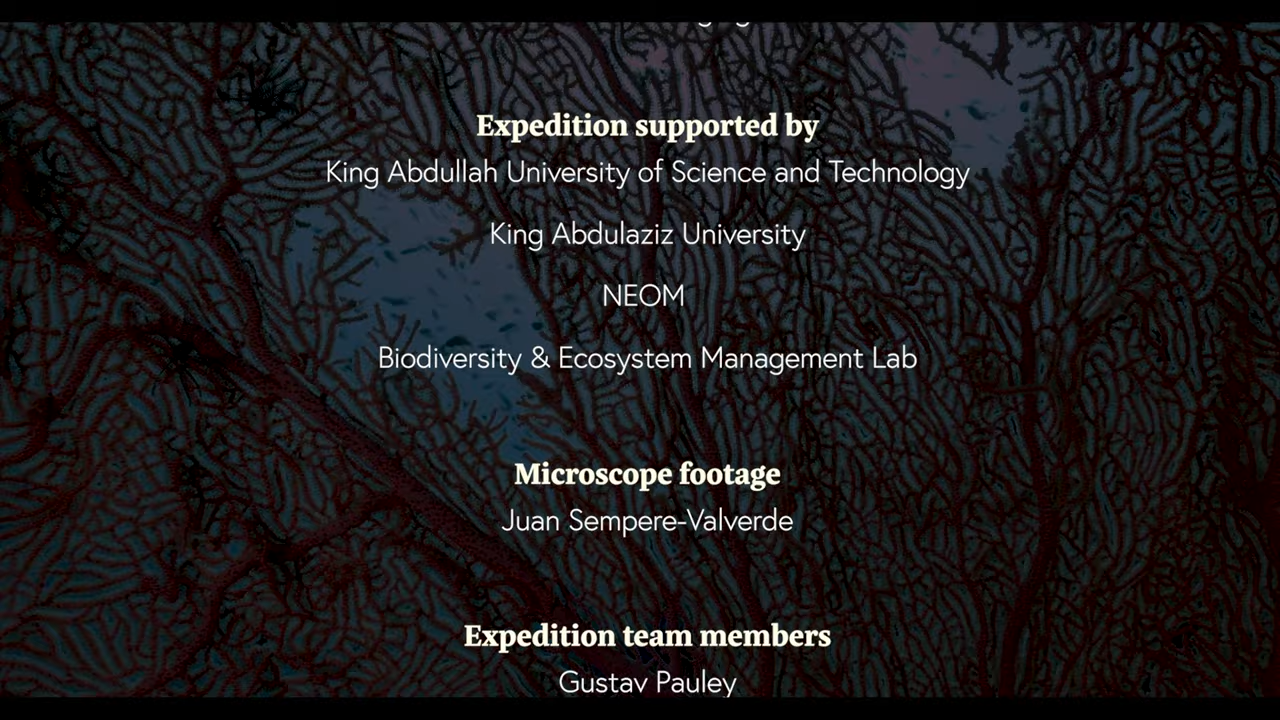 Expedition supported by
King Abdullah University of Science and Technology
King Abdulaziz University
NEOM
Biodiversity & Ecosystem Management Lab
Microscope footage
Juan Sempere-Valverde
Expedition team members
Gustav Pauley